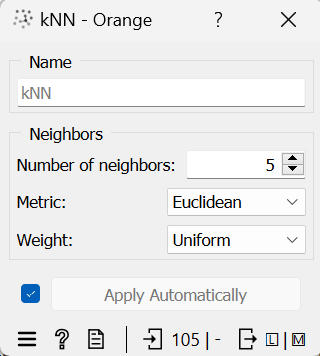 kNN - Orange ?
Name
kNN
Neighbors
Number of neighbors: 5
Metric: Euclidean
Weight: Uniform
Apply Automatically
? 105 | - L | M